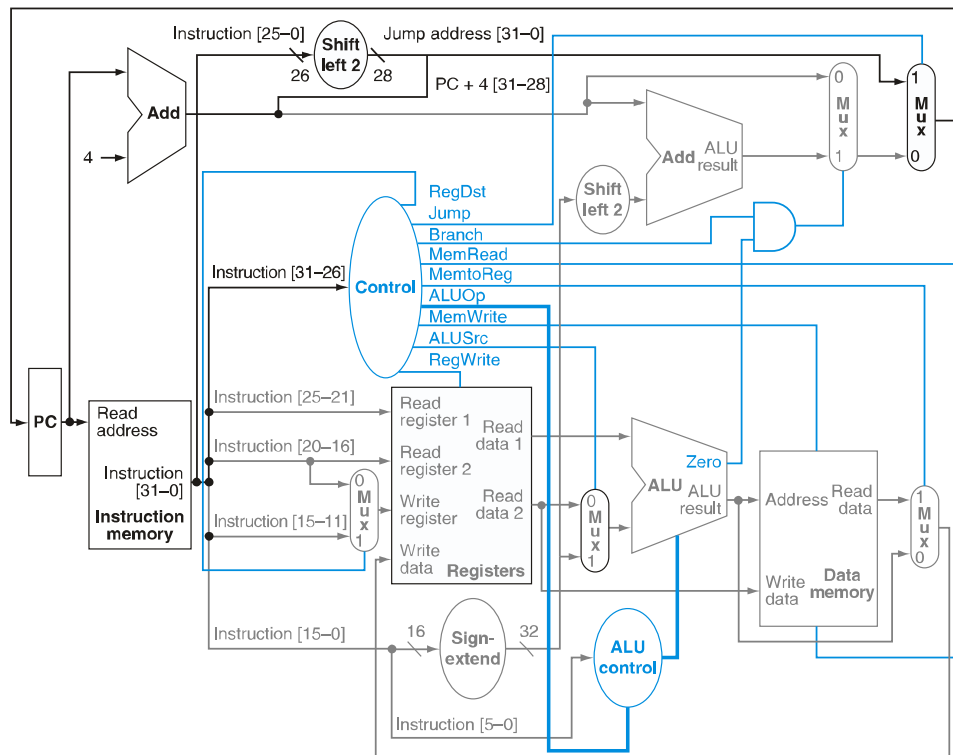 Instruction [25–0]
Shift
left 2
Jump address [31–0]
26
28
PC + 4 [31–28]
Add
4
0
M
u
x
1
1
M
u
x
0
Add
ALU
result
Shift
left 2
RegDst
Jump
Branch
MemRead
MemtoReg
ALUOp
MemWrite
ALUSrc
RegWrite
Instruction [31–26]
Control
PC
Read
address
Instruction
[31–0]
Instruction
memory
Instruction [25–21]
Instruction [20–16]
Instruction [15–11]
0
M
u
x
1
Read
register 1
Read
register 2
Write
register
Write
data
Read
data 1
Read
data 2
Registers
0
M
u
x
1
Zero
ALU
ALU
result
Address
Read
data
Write
data
Data
memory
1
M
u
x
0
Instruction [15–0]
16
Sign-
extend
32
ALU
control
Instruction [5–0]